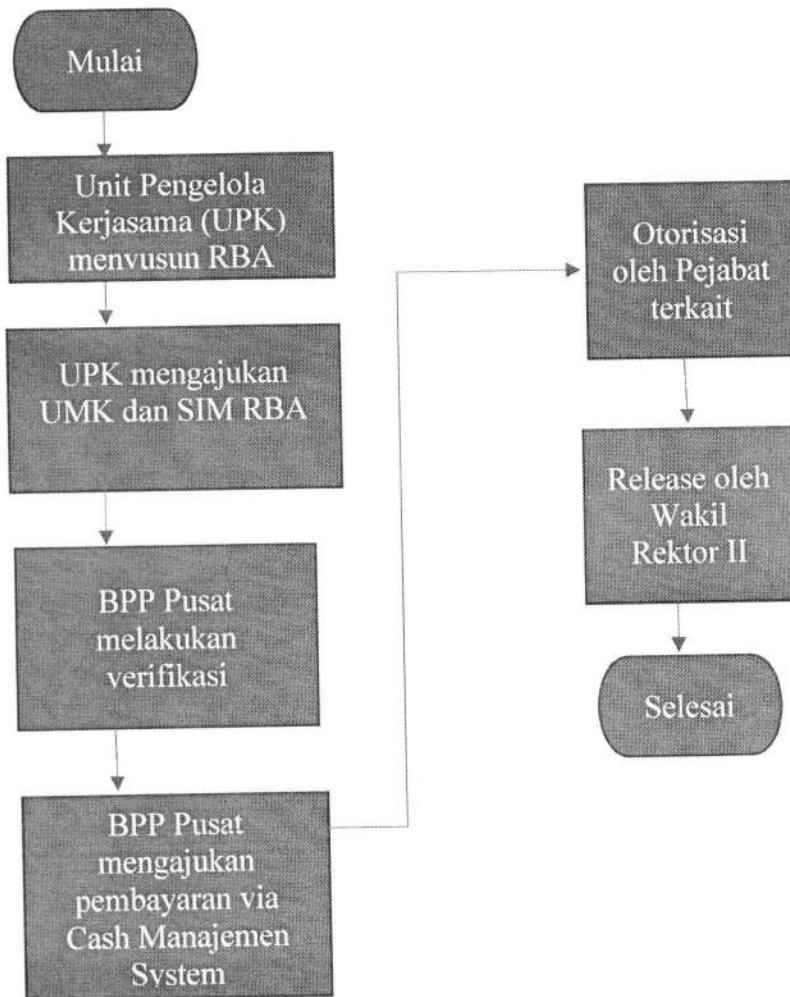 Mulai
Unit Pengelola
Kerjasama (UPK)
menyusun RBA
UPK mengajukan
UMK dan SIM RBA
BPP Pusat
melakukan
verifikasi
BPP Pusat
mengajukan
pembayaran via
Cash Manajemen
System
Otorisasi
oleh Pejabat
terkait
Release oleh
Wakil
Rektor II
Selesai